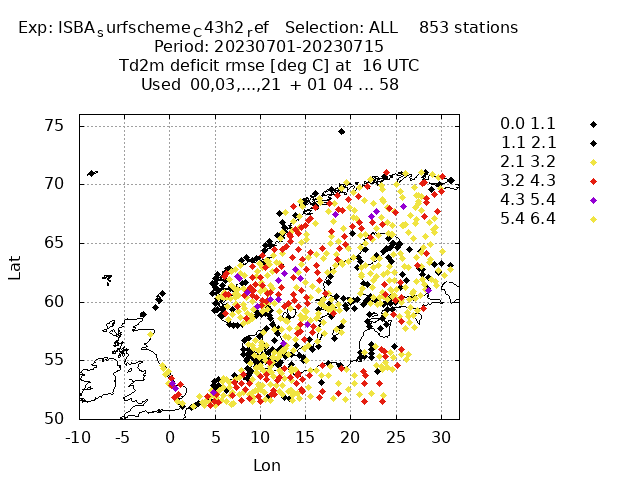 Exp: ISBA_surfscheme_C43h2_ref   Selection: ALL    853 stations
Period: 20230701-20230715
Td2m deficit rmse [deg C] at  16 UTC
Used  00,03,...,21  + 01 04 ... 58
75
70
65
60
55
50
Lat
-10 -5 0 5 10 15 20 25 30
Lon
0.0 1.1
1.1 2.1
2.1 3.2
3.2 4.3
4.3 5.4
5.4 6.4